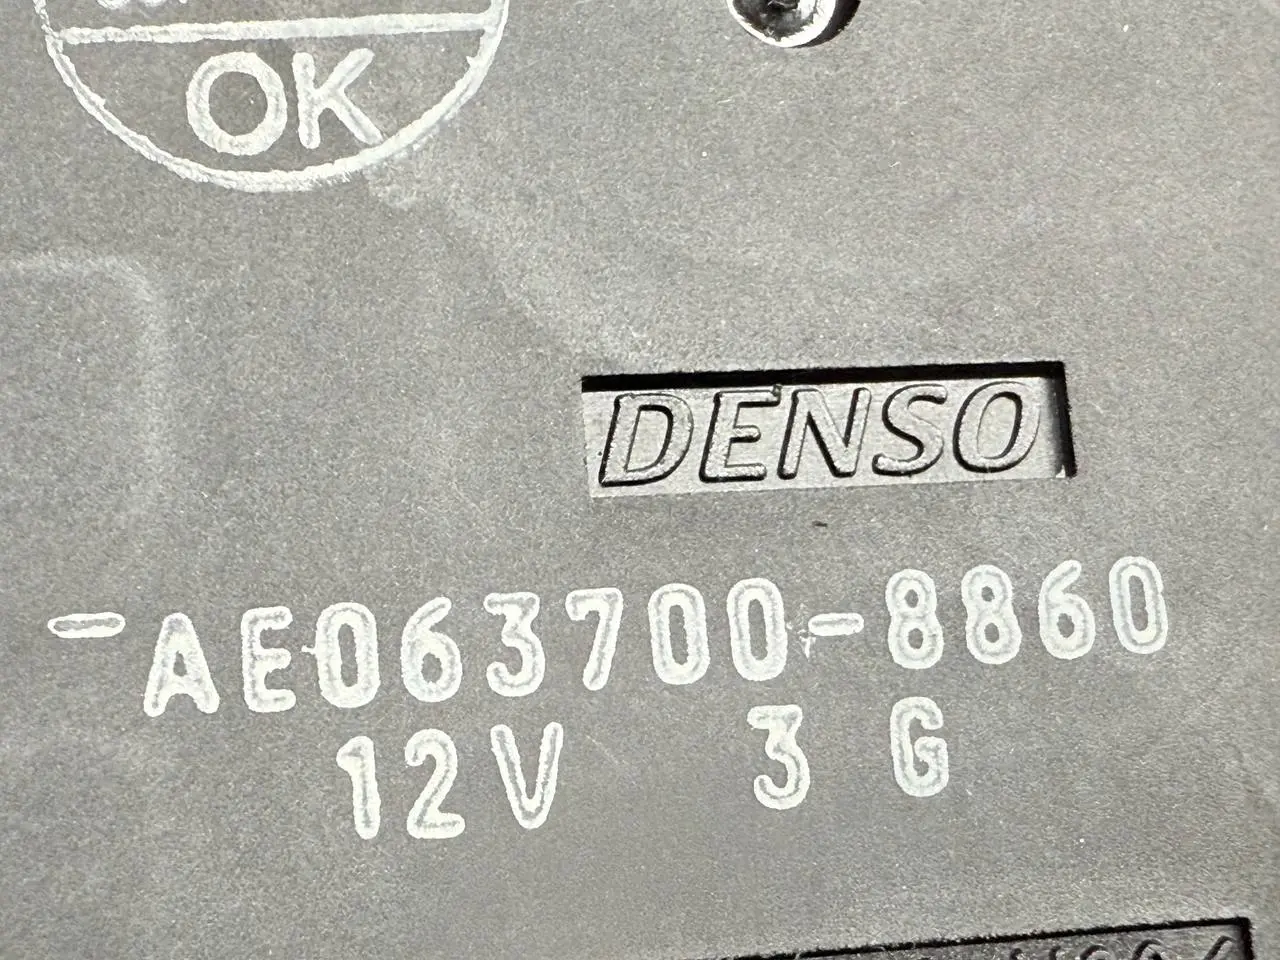 OK
DENSO
-AE063700-8860
12V 3 G